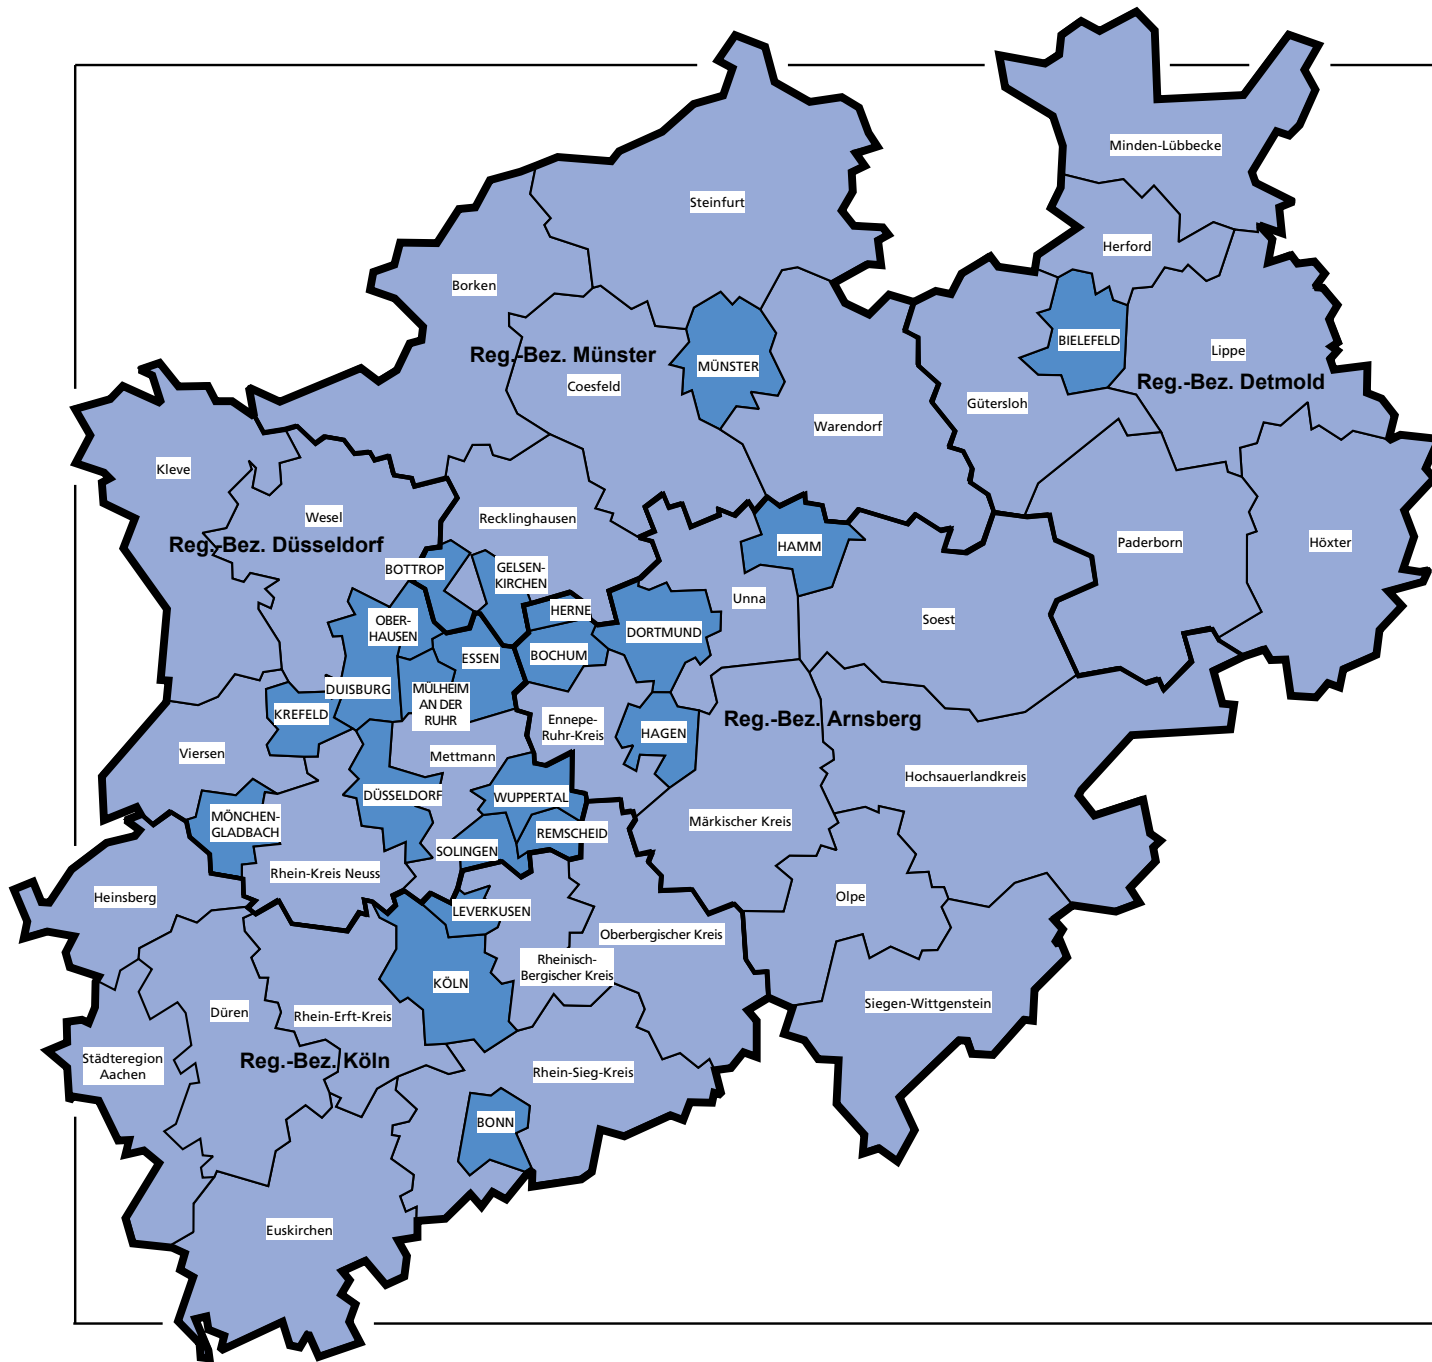 Minden-Lübbecke
Steinfurt
Herford
Borken
BIELEFELD
Lippe
Reg.-Bez. Münster
MÜNSTER
Coesfeld
Reg.-Bez. Detmold
Gütersloh
Warendorf
Kleve
Wesel
Recklinghausen
Reg.-Bez. Düsseldorf
HAMM
Paderborn
Höxter
BOTTROP
GELSEN-
KIRCHEN
Unna
HERNE
Soest
OBER-
HAUSEN
DORTMUND
ESSEN
BOCHUM
DUISBURG
MÜLHEIM
AN DER
RUHR
KREFELD
Ennepe-
Ruhr-Kreis
HAGEN
Reg.-Bez. Arnsberg
Viersen
Mettmann
Hochsauerlandkreis
DÜSSELDORF
WUPPERTAL
MÖNCHEN-
GLADBACH
REMSCHEID
Märkischer Kreis
SOLINGEN
Rhein-Kreis Neuss
Heinsberg
Olpe
LEVERKUSEN
Oberbergischer Kreis
Rheinisch-
Bergischer Kreis
KÖLN
Siegen-Wittgenstein
Düren
Rhein-Erft-Kreis
Städteregion
Aachen
Reg.-Bez. Köln
Rhein-Sieg-Kreis
BONN
Euskirchen